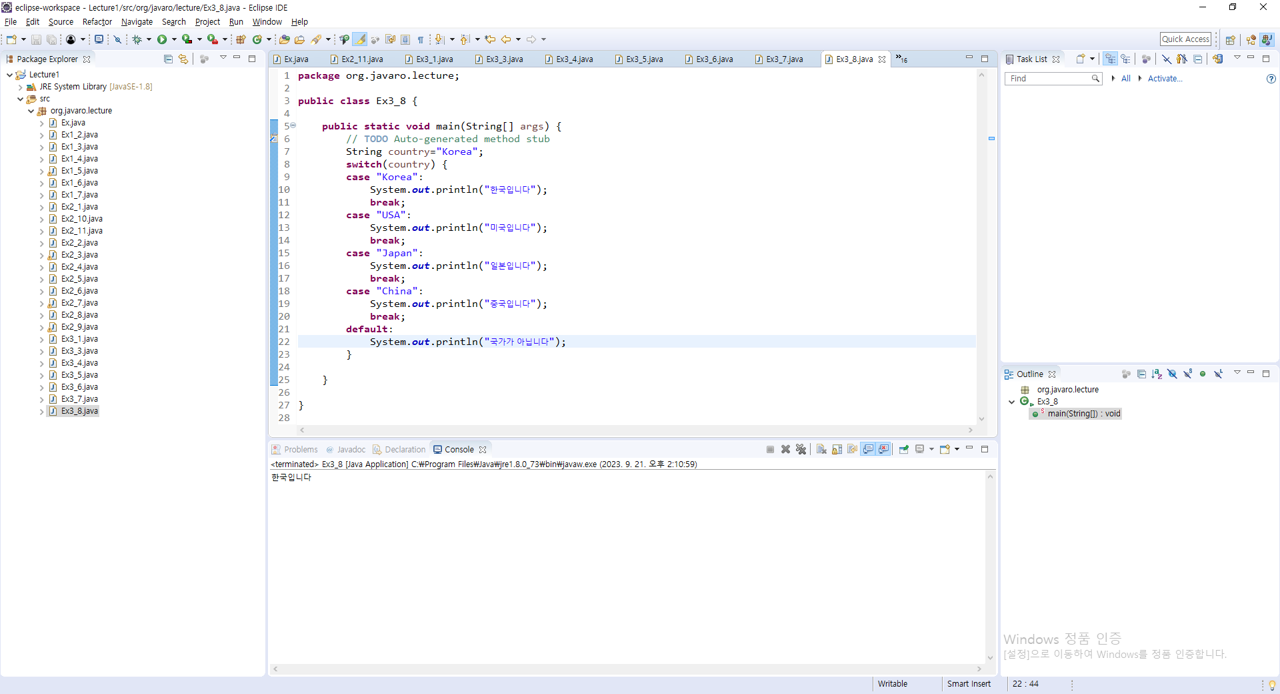 eclipse-workspace - Lecture1/src/org/javaro/lecture/Ex3_8.java - Eclipse IDE
File Edit Source Refactor Navigate Search Project Run Window Help
Quick Access
Package Explorer
Lecture1
JRE System Library [JavaSE-1.8]
src
org.javaro.lecture
Ex.java
Ex1_2.java
Ex1_3.java
Ex1_4.java
Ex1_5.java
Ex1_6.java
Ex1_7.java
Ex2_1.java
Ex2_10.java
Ex2_11.java
Ex2_2.java
Ex2_3.java
Ex2_4.java
Ex2_5.java
Ex2_6.java
Ex2_7.java
Ex2_8.java
Ex2_9.java
Ex3_1.java
Ex3_3.java
Ex3_4.java
Ex3_5.java
Ex3_6.java
Ex3_7.java
Ex3_8.java
Ex.java Ex2_11.java Ex3_1.java Ex3_3.java Ex3_4.java Ex3_5.java Ex3_6.java Ex3_7.java Ex3_8.java »16
1 package org.javaro.lecture;
2
3 public class Ex3_8 {
4
5 public static void main(String[] args) {
6 // TODO Auto-generated method stub
7 String country="Korea";
8 switch(country) {
9 case "Korea":
10 System.out.println("한국입니다");
11 break;
12 case "USA":
13 System.out.println("미국입니다");
14 break;
15 case "Japan":
16 System.out.println("일본입니다");
17 break;
18 case "China":
19 System.out.println("중국입니다");
20 break;
21 default:
22 System.out.println("국가가 아닙니다");
23 }
24
25 }
26
27 }
28
Problems Javadoc Declaration Console
<terminated> Ex3_8 [Java Application] C:₩Program Files₩Java₩jre1.8.0_73₩bin₩javaw.exe (2023. 9. 21. 오후 2:10:59)
한국입니다
Task List
Find All Activate...
Outline
org.javaro.lecture
Ex3_8
main(String[]) : void
Windows 정품 인증
[설정]으로 이동하여 Windows를 정품 인증합니다.
Writable Smart Insert 22 : 44